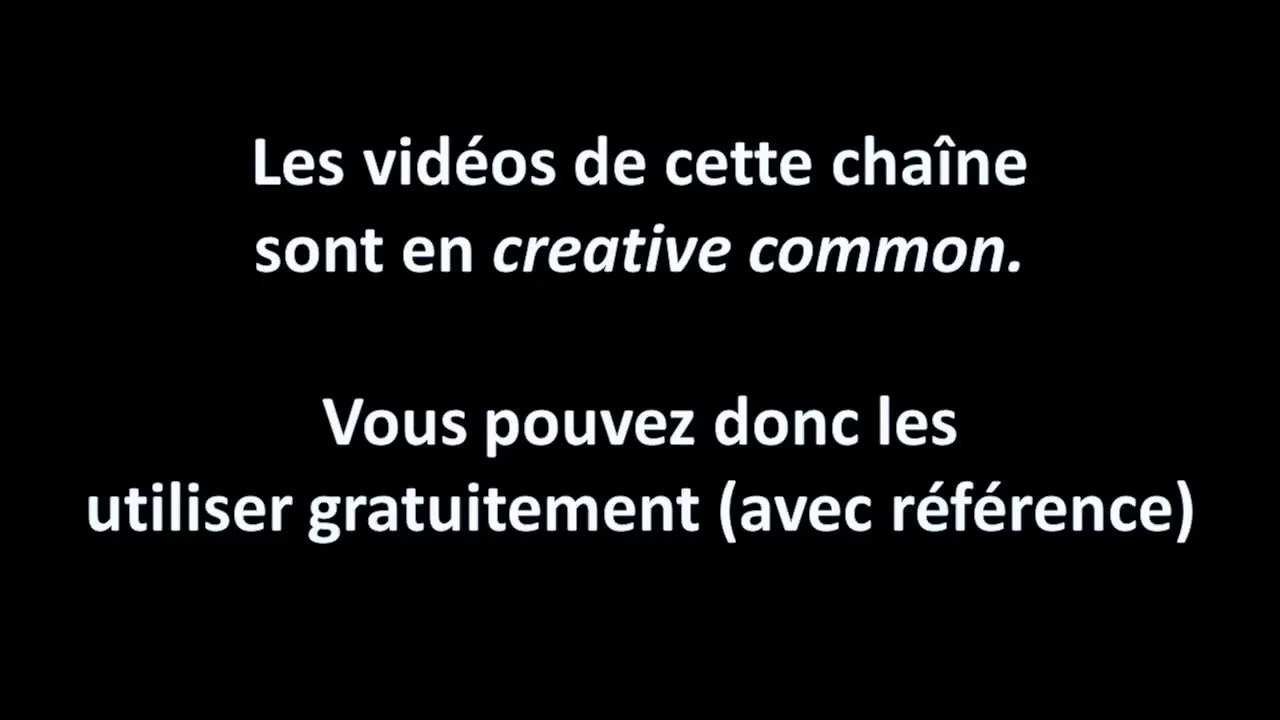 Les vidéos de cette chaîne
sont en creative common.
Vous pouvez donc les
utiliser gratuitement (avec référence)